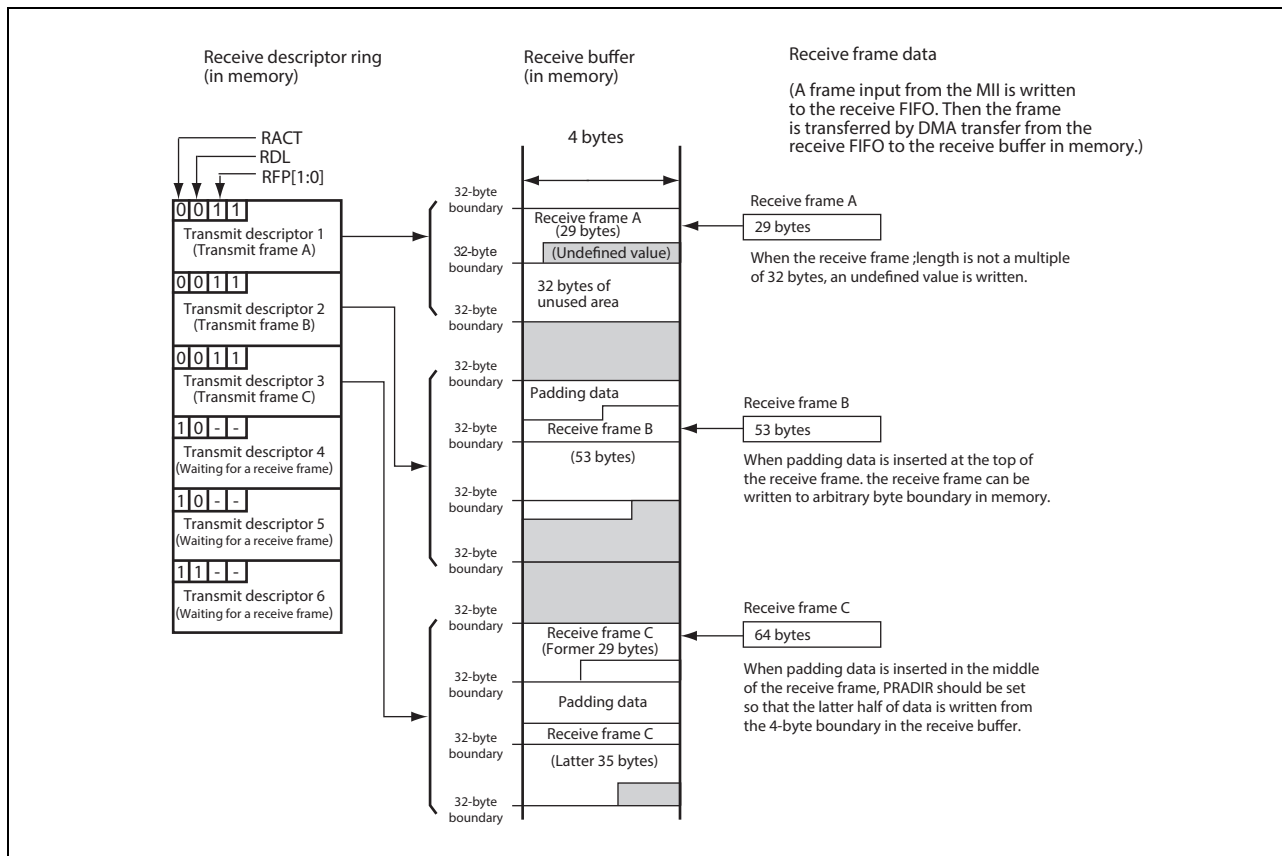 Receive descriptor ring
(in memory)
RACT
RDL
RFP[1:0]
0 0 1 1
Transmit descriptor 1
(Transmit frame A)
0 0 1 1
Transmit descriptor 2
(Transmit frame B)
0 0 1 1
Transmit descriptor 3
(Transmit frame C)
1 0 - -
Transmit descriptor 4
(Waiting for a receive frame)
1 0 - -
Transmit descriptor 5
(Waiting for a receive frame)
1 1 - -
Transmit descriptor 6
(Waiting for a receive frame)
Receive buffer
(in memory)
4 bytes
32-byte
boundary
Receive frame A
(29 bytes)
32-byte
boundary
(Undefined value)
32 bytes of
unused area
32-byte
boundary
32-byte
boundary
Padding data
32-byte
boundary
Receive frame B
(53 bytes)
32-byte
boundary
32-byte
boundary
32-byte
boundary
Receive frame C
(Former 29 bytes)
32-byte
boundary
Padding data
32-byte
boundary
Receive frame C
(Latter 35 bytes)
32-byte
boundary
Receive frame data
(A frame input from the MII is written
to the receive FIFO. Then the frame
is transferred by DMA transfer from the
receive FIFO to the receive buffer in memory.)
Receive frame A
29 bytes
When the receive frame ;length is not a multiple
of 32 bytes, an undefined value is written.
Receive frame B
53 bytes
When padding data is inserted at the top of
the receive frame. the receive frame can be
written to arbitrary byte boundary in memory.
Receive frame C
64 bytes
When padding data is inserted in the middle
of the receive frame, PRADIR should be set
so that the latter half of data is written from
the 4-byte boundary in the receive buffer.